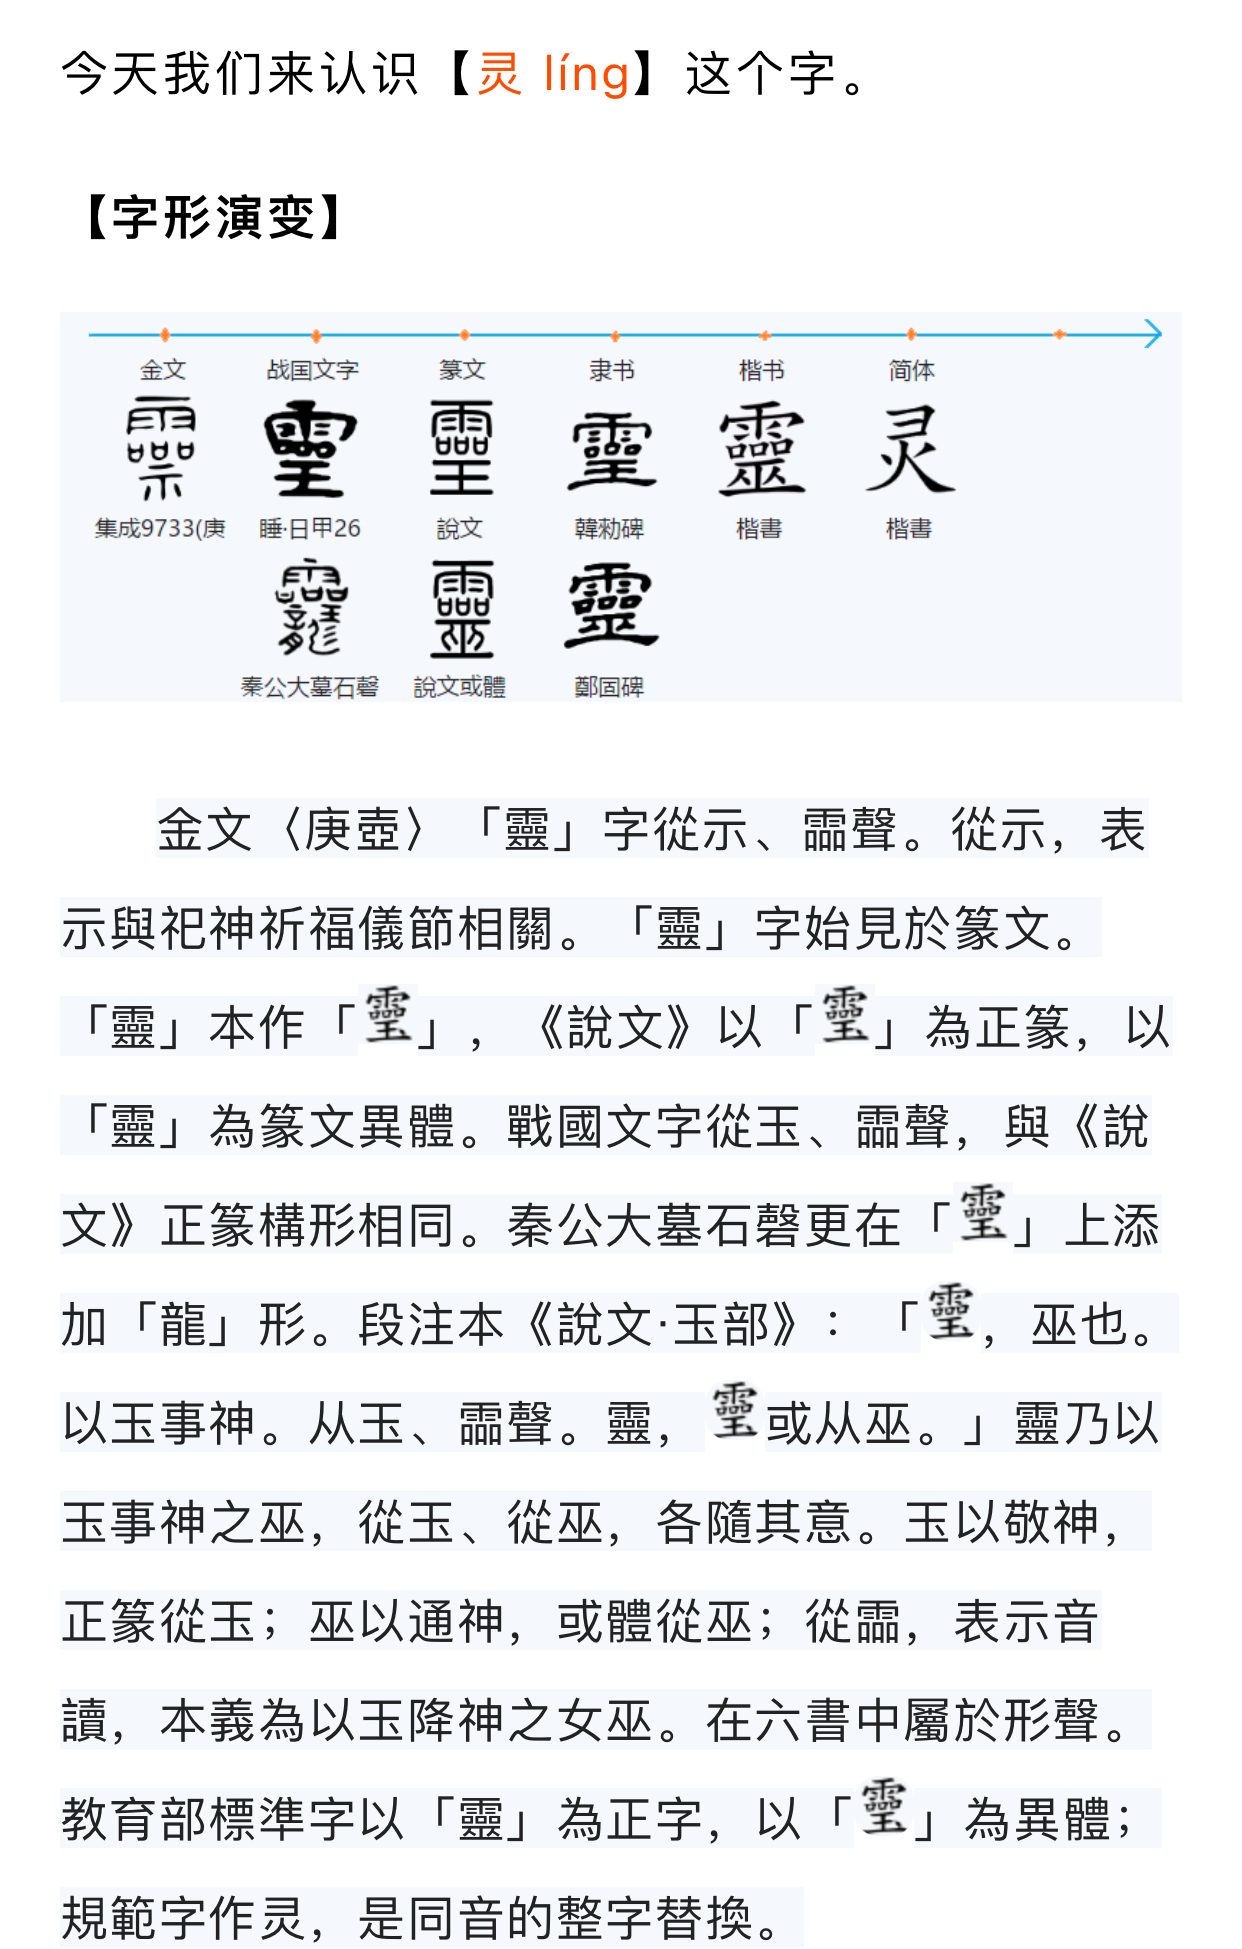 今天我们来认识【灵 líng】这个字。
【字形演变】
金文 战国文字 篆文 隶书 楷书 简体
霝示 靈 靈 靈 靈 灵
集成9733(庚 睡·日甲26 說文 韓勑碑 楷書 楷書
靈 靈
秦公大墓石磬 說文或體 鄭固碑
金文〈庚壺〉「靈」字從示、霝聲。從示，表
示與祀神祈福儀節相關。「靈」字始見於篆文。
「靈」本作「𤫊」，《說文》以「𤫊」為正篆，以
「靈」為篆文異體。戰國文字從玉、霝聲，與《說
文》正篆構形相同。秦公大墓石磬更在「𤫊」上添
加「龍」形。段注本《說文·玉部》：「𤫊，巫也。
以玉事神。从玉、霝聲。靈，𤫊或从巫。」靈乃以
玉事神之巫，從玉、從巫，各隨其意。玉以敬神，
正篆從玉；巫以通神，或體從巫；從霝，表示音
讀，本義為以玉降神之女巫。在六書中屬於形聲。
教育部標準字以「靈」為正字，以「𤫊」為異體；
規範字作灵，是同音的整字替換。